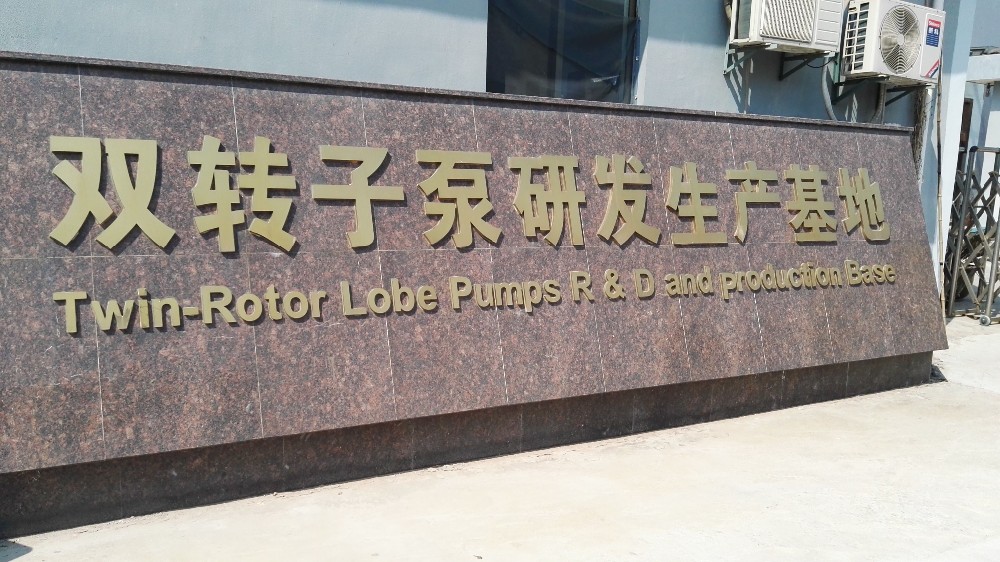 双转子泵研发生产基地
Twin-Rotor Lobe Pumps R & D and production Base